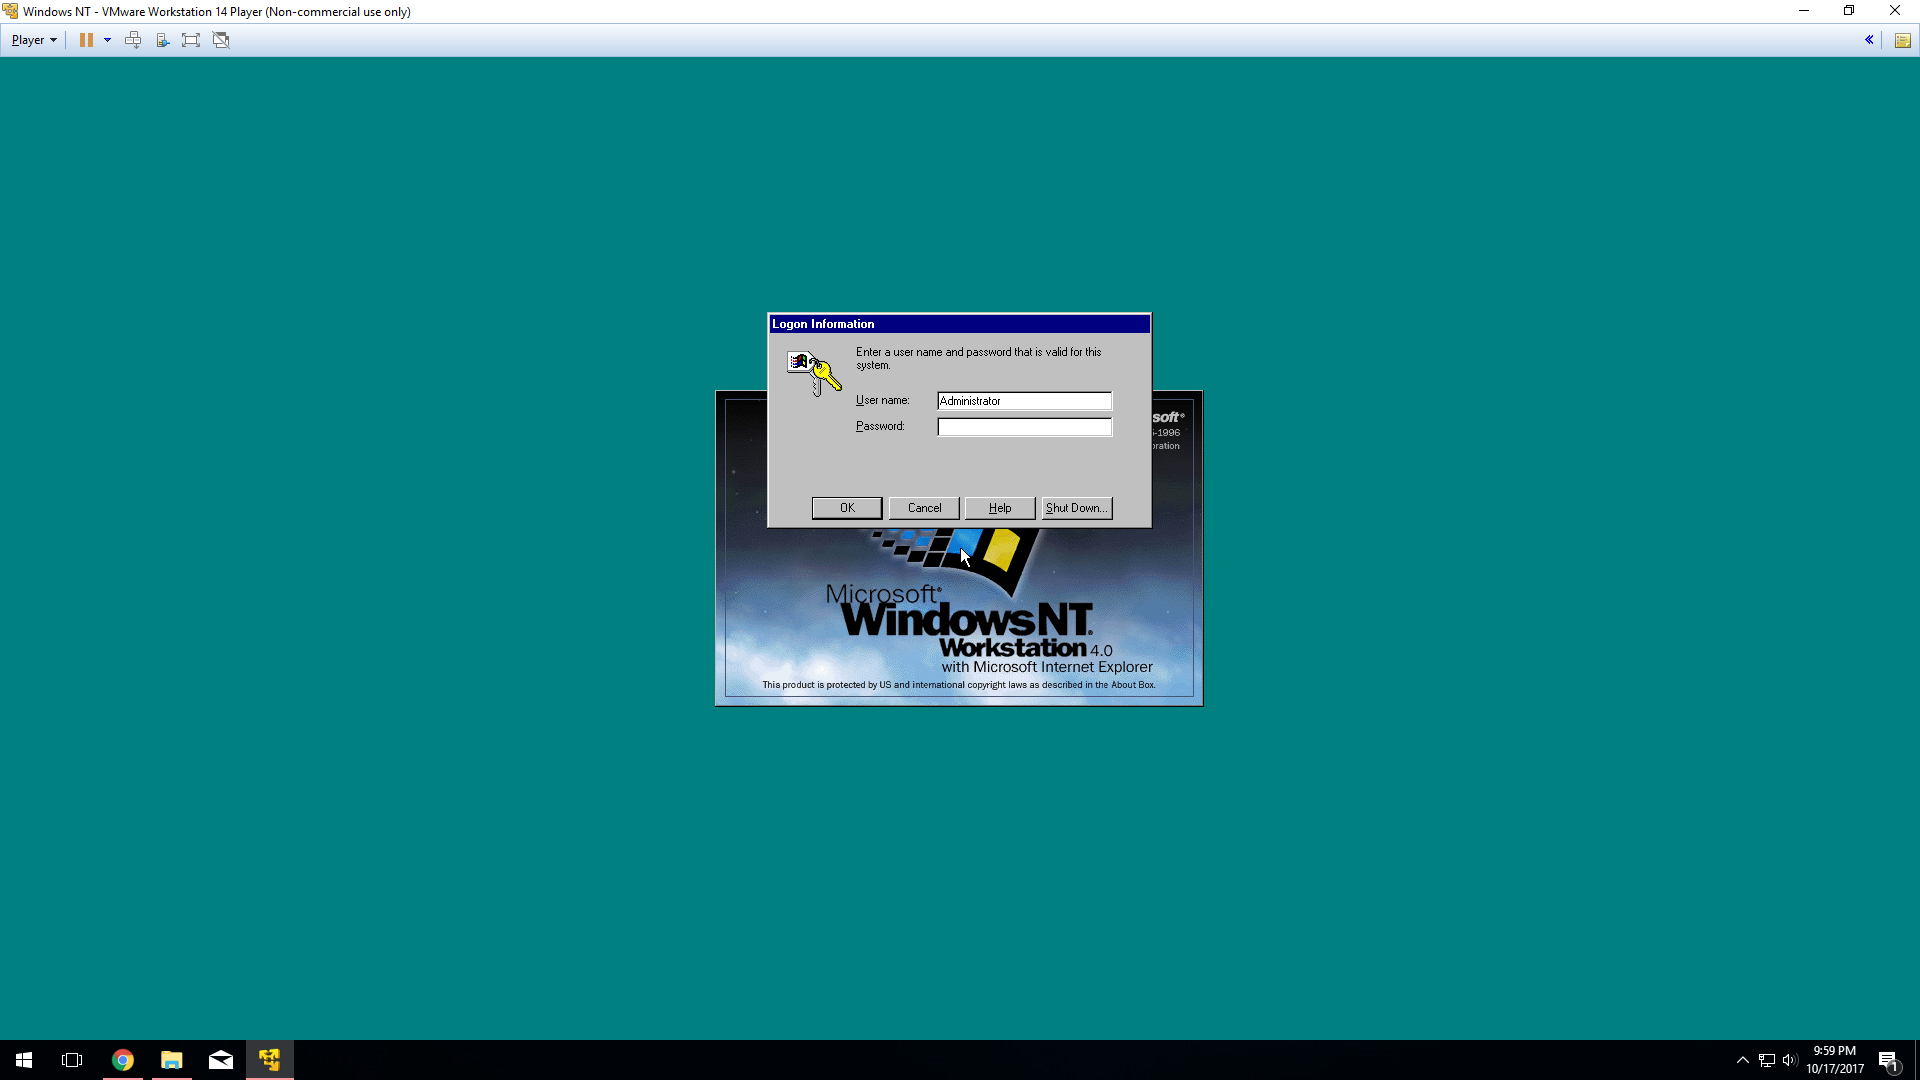 Windows NT - VMware Workstation 14 Player (Non-commercial use only)
Player
Logon Information
Enter a user name and password that is valid for this
system.
User name: Administrator
Password:
OK Cancel Help Shut Down...
soft®
-1996
oration
Microsoft®
WindowsNT®
Workstation 4.0
with Microsoft Internet Explorer
This product is protected by US and international copyright laws as described in the About Box.
9:59 PM
10/17/2017
1